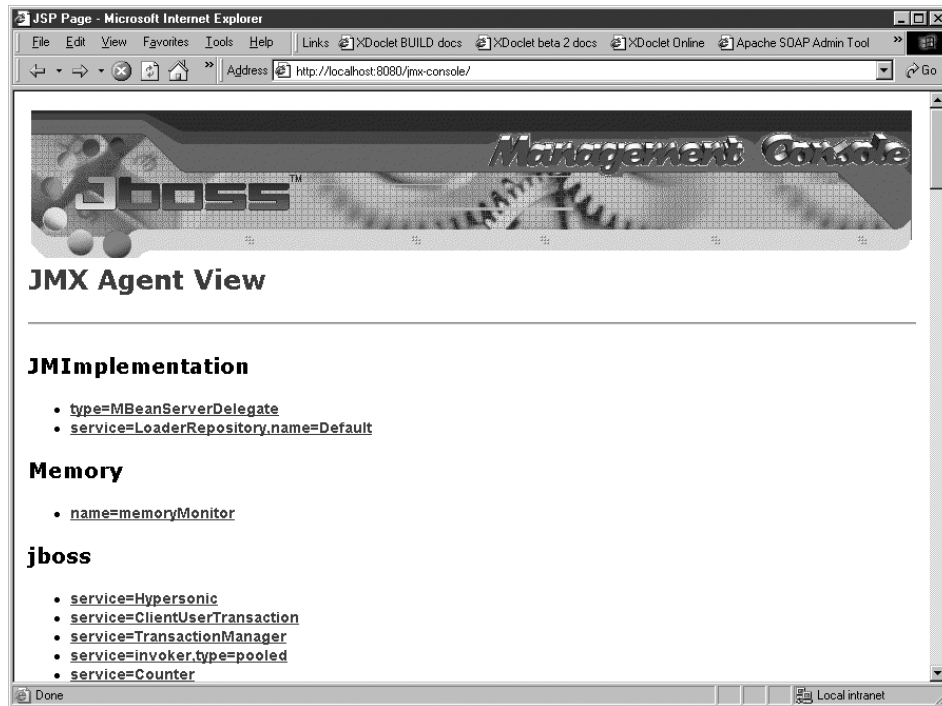 JSP Page - Microsoft Internet Explorer
File Edit View Favorites Tools Help Links XDoclet BUILD docs XDoclet beta 2 docs XDoclet Online Apache SOAP Admin Tool »
» Address http://localhost:8080/jmx-console/ Go
Management Console
JBoss™
JMX Agent View
JMImplementation
• type=MBeanServerDelegate
• service=LoaderRepository,name=Default
Memory
• name=memoryMonitor
jboss
• service=Hypersonic
• service=ClientUserTransaction
• service=TransactionManager
• service=invoker,type=pooled
• service=Counter
Done Local intranet